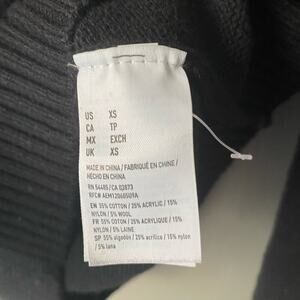 US XS
CA TP
MX EXCH
UK XS
MADE IN CHINA / FABRIQUÉ EN CHINE /
HECHO EN CHINA
RN 54485 / CA 02873
RFC# AEM120605U9A
EN 55% COTTON / 25% ACRYLIC / 15%
NYLON / 5% WOOL
FR 55% COTON / 25% ACRYLIQUE / 15%
NYLON / 5% LAINE
SP 55% algodón / 25% acrílico / 15% nylon
/ 5% lana